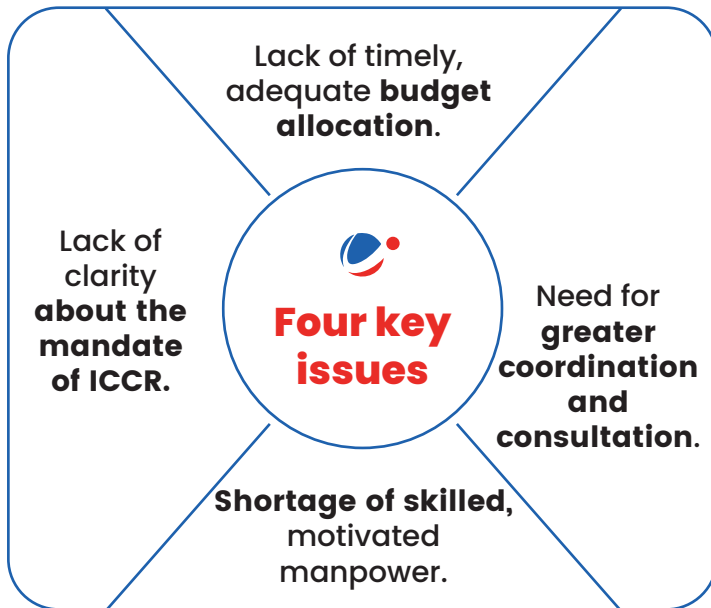 Lack of timely,
adequate budget
allocation.
Lack of
clarity
about the
mandate
of ICCR.
Four key
issues
Need for
greater
coordination
and
consultation.
Shortage of skilled,
motivated
manpower.